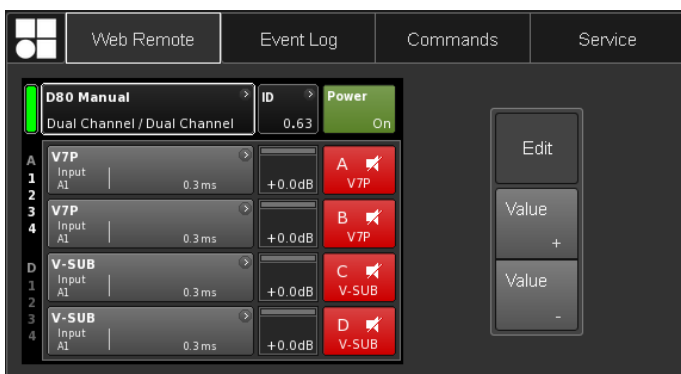 Web Remote
Event Log
Commands
Service
D80 Manual
Dual Channel / Dual Channel
ID
0.63
Power
On
A
1
2
3
4
V7P
Input
A1
0.3 ms
+0.0dB
A
V7P
V7P
Input
A1
0.3 ms
+0.0dB
B
V7P
D
1
2
3
4
V-SUB
Input
A1
0.3 ms
+0.0dB
C
V-SUB
V-SUB
Input
A1
0.3 ms
+0.0dB
D
V-SUB
Edit
Value
+
Value
-